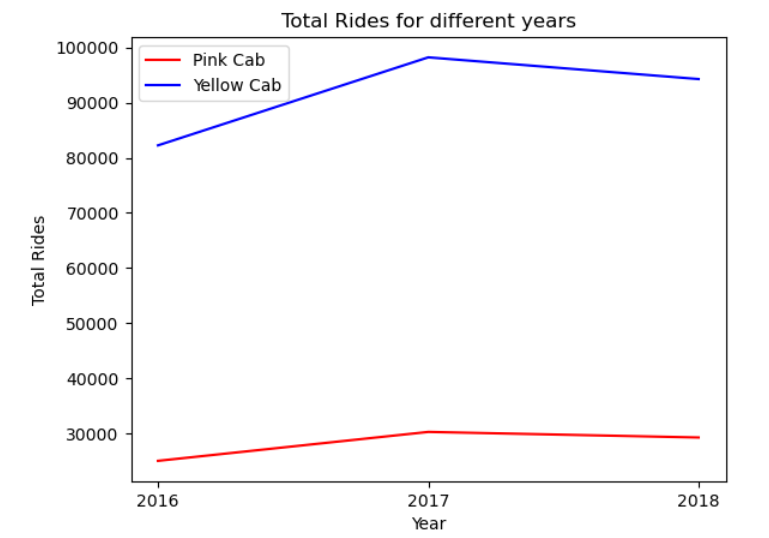 Total Rides for different years
Pink Cab
Yellow Cab
100000
90000
80000
70000
60000
50000
40000
30000
Total Rides
2016 2017 2018
Year